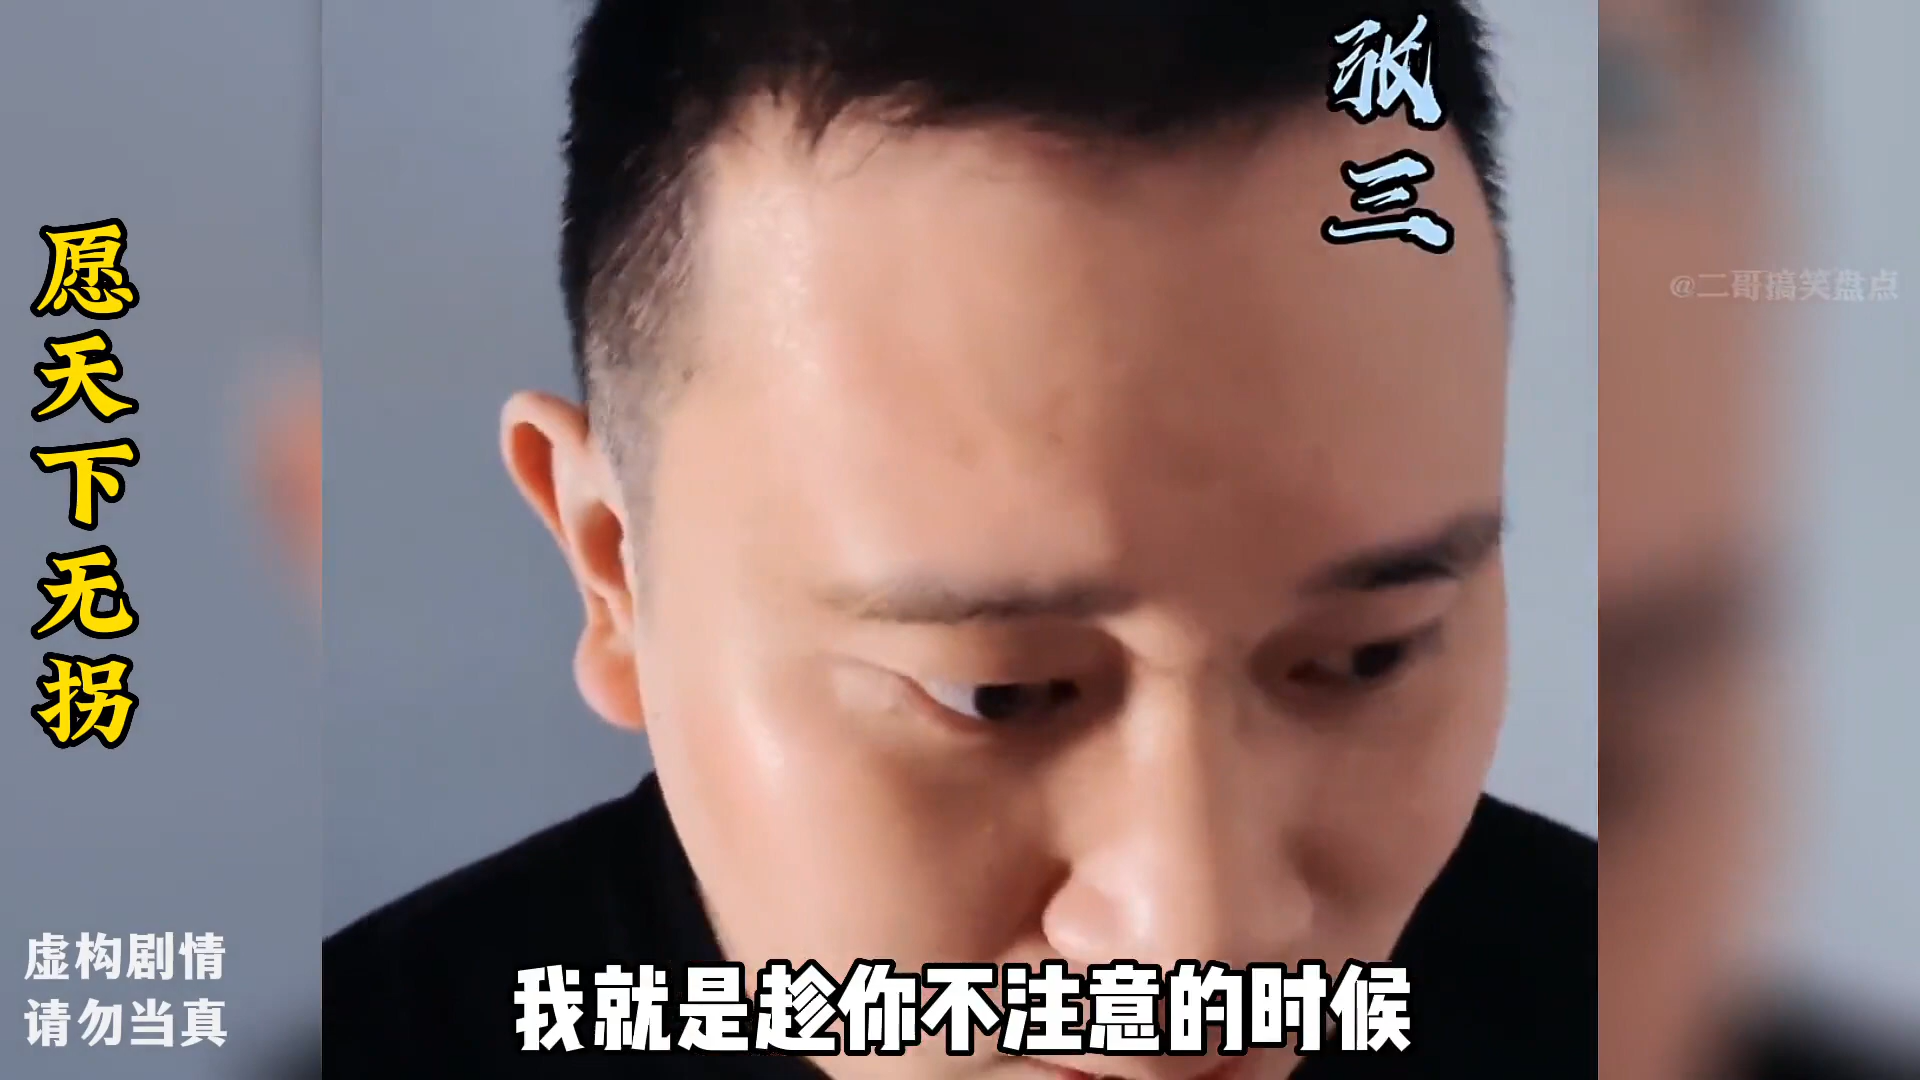 愿天下无拐
张三
@二哥搞笑盘点
虚构剧情
请勿当真
我就是趁你不注意的时候